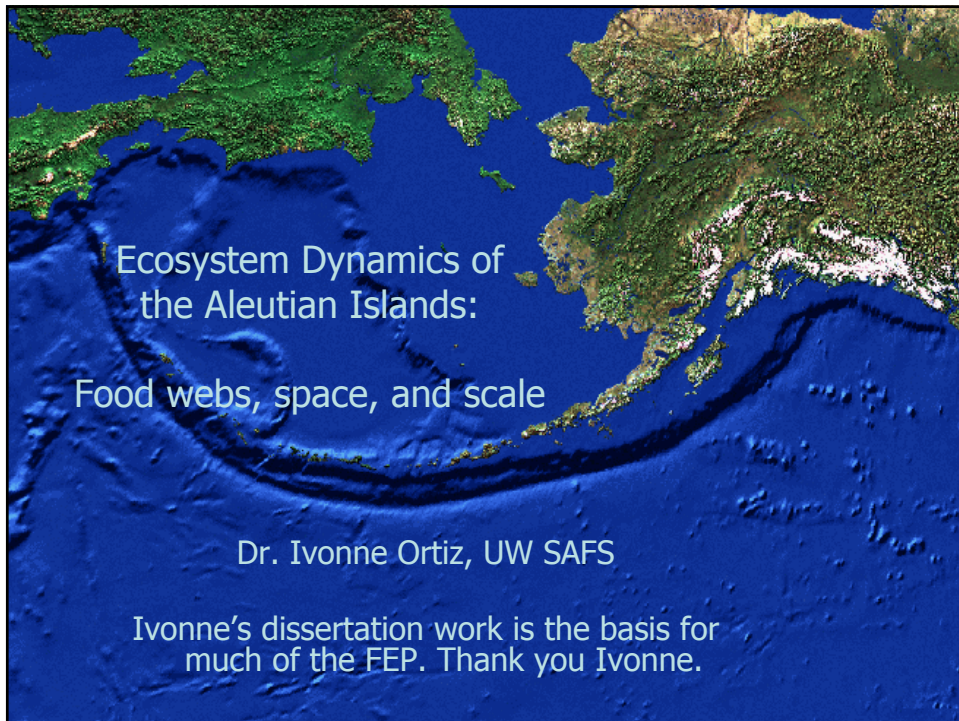 Ecosystem Dynamics of
the Aleutian Islands:
Food webs, space, and scale
Dr. Ivonne Ortiz, UW SAFS
Ivonne's dissertation work is the basis for
much of the FEP. Thank you Ivonne.